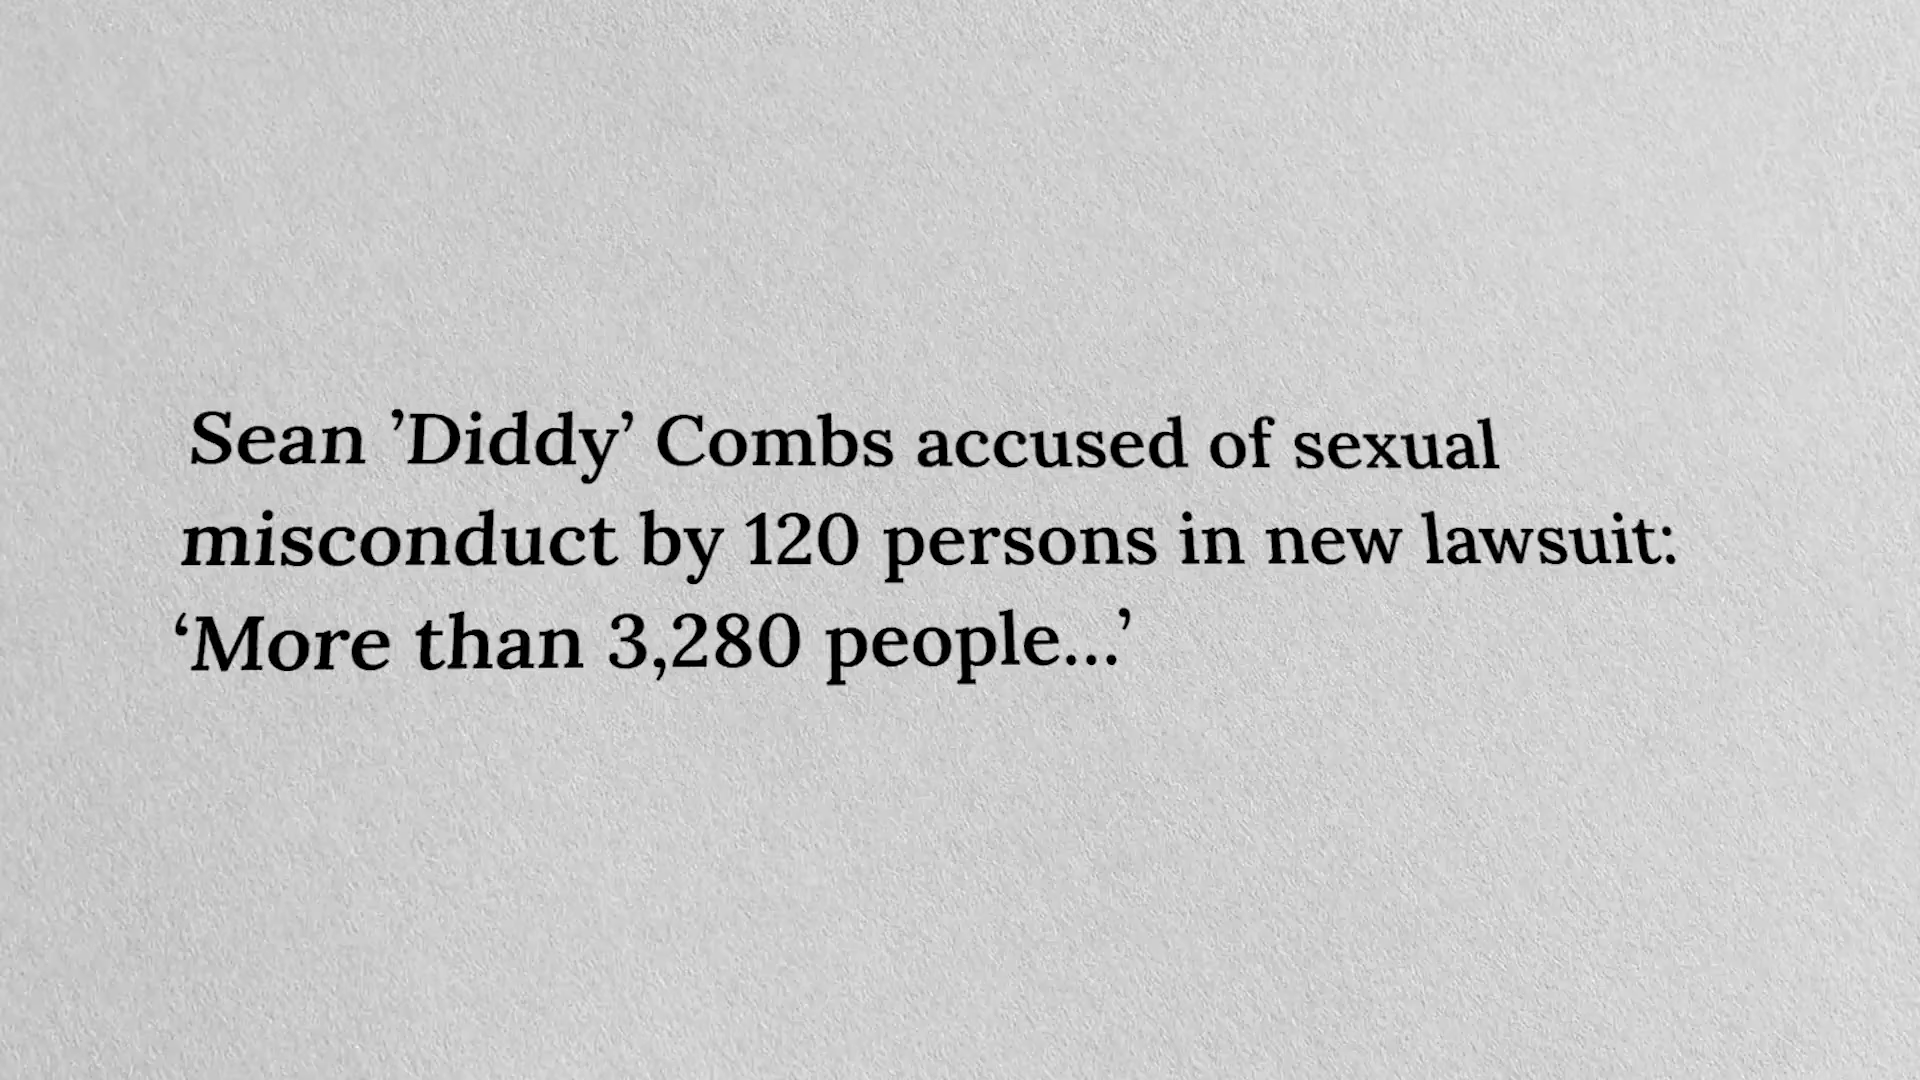 Sean ’Diddy’ Combs accused of sexual
misconduct by 120 persons in new lawsuit:
‘More than 3,280 people...’